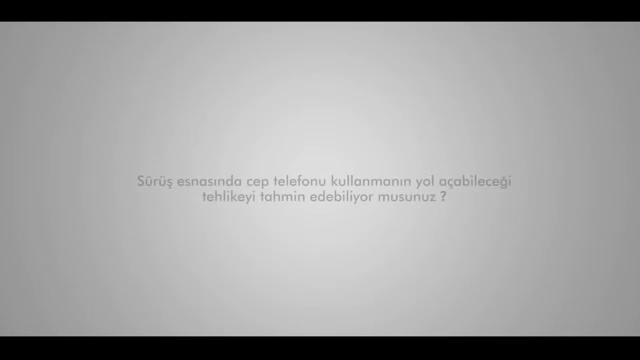 Sürüş esnasında cep telefonu kullanmanın yol açabileceği
tehlikeyi tahmin edebiliyor musunuz ?